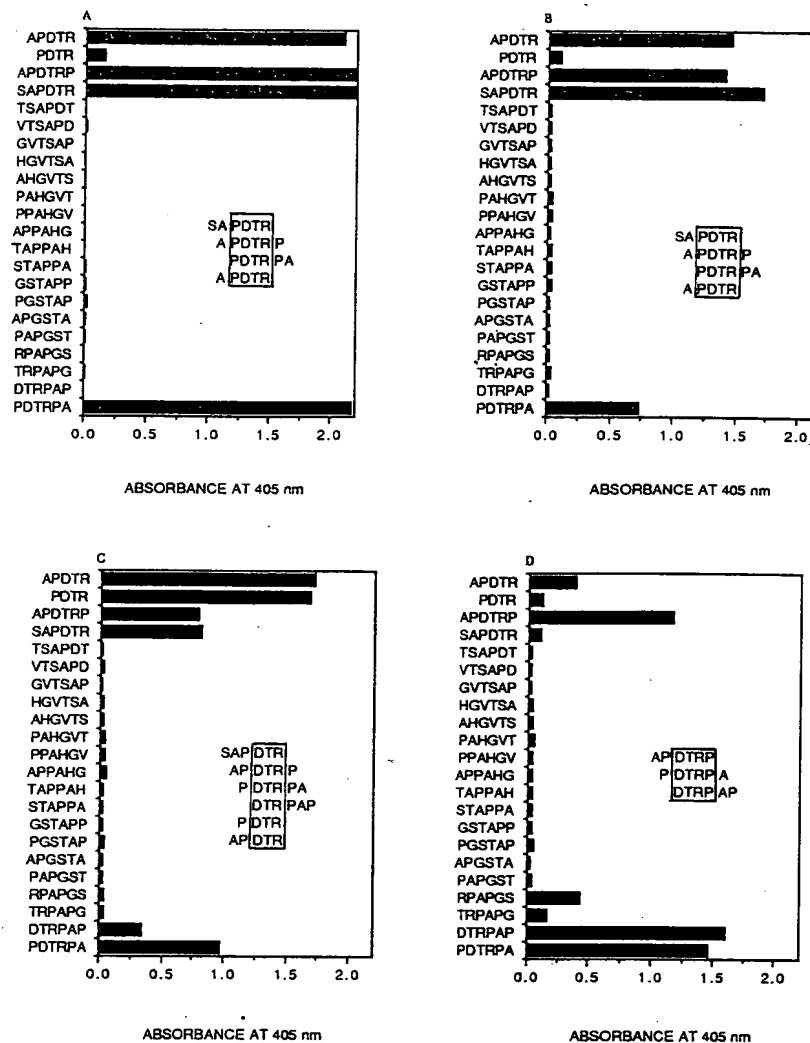 A
APDTR
PDTR
APDTRP
SAPDTR
TSAPDT
VTSAPD
GVTSAP
HGVTSA
AHGVTS
PAHGVT
PPAHGV
APPAHG
TAPPAH
STAPPA
GSTAPP
PGSTAP
APGSTA
PAPGST
RPAPGS
TRPAPG
DTRPAP
PDTRPA
SA PDTR
A PDTR P
PDTR PA
A PDTR
0.0 0.5 1.0 1.5 2.0
ABSORBANCE AT 405 nm
B
APDTR
PDTR
APDTRP
SAPDTR
TSAPDT
VTSAPD
GVTSAP
HGVTSA
AHGVTS
PAHGVT
PPAHGV
APPAHG
TAPPAH
STAPPA
GSTAPP
PGSTAP
APGSTA
PAPGST
RPAPGS
TRPAPG
DTRPAP
PDTRPA
SA PDTR
A PDTR P
PDTR PA
A PDTR
0.0 0.5 1.0 1.5 2.0
ABSORBANCE AT 405 nm
C
APDTR
PDTR
APDTRP
SAPDTR
TSAPDT
VTSAPD
GVTSAP
HGVTSA
AHGVTS
PAHGVT
PPAHGV
APPAHG
TAPPAH
STAPPA
GSTAPP
PGSTAP
APGSTA
PAPGST
RPAPGS
TRPAPG
DTRPAP
PDTRPA
SAP DTR
AP DTR P
P DTR PA
DTR PAP
P DTR
AP DTR
0.0 0.5 1.0 1.5 2.0
ABSORBANCE AT 405 nm
D
APDTR
PDTR
APDTRP
SAPDTR
TSAPDT
VTSAPD
GVTSAP
HGVTSA
AHGVTS
PAHGVT
PPAHGV
APPAHG
TAPPAH
STAPPA
GSTAPP
PGSTAP
APGSTA
PAPGST
RPAPGS
TRPAPG
DTRPAP
PDTRPA
AP DTRP
P DTRP A
DTRP AP
0.0 0.5 1.0 1.5 2.0
ABSORBANCE AT 405 nm